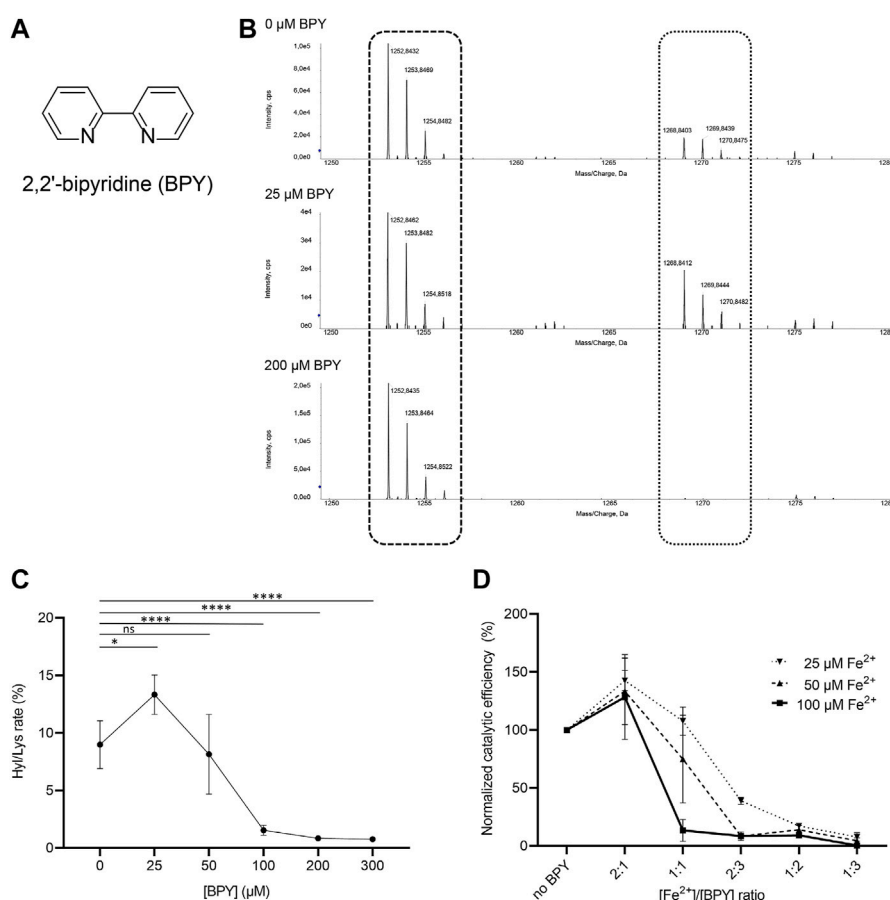 A
N
N
2,2'-bipyridine (BPY)
B
0 µM BPY
Intensity, cps
1,0e5
8,0e4
6,0e4
4,0e4
2,0e4
0,0e0
1252,8432
1253,8469
1254,8482
1268,8403
1269,8439
1270,8475
1250 1255 1260 1265 1270 1275 128
Mass/Charge, Da
25 µM BPY
Intensity, cps
4e4
3e4
2e4
1e4
0e0
1252,8462
1253,8482
1254,8518
1268,8412
1269,8444
1270,8482
1250 1255 1260 1265 1270 1275 128
Mass/Charge, Da
200 µM BPY
Intensity, cps
2,0e5
1,5e5
1,0e5
5,0e4
0,0e0
1252,8435
1253,8464
1254,8522
1250 1255 1260 1265 1270 1275 128
Mass/Charge, Da
C
Hyl/Lys rate (%)
20
15
10
5
0
****
****
****
ns
*
0 25 50 100 200 300
[BPY] (µM)
D
Normalized catalytic efficiency (%)
200
150
100
50
0
25 µM Fe²⁺
50 µM Fe²⁺
100 µM Fe²⁺
no BPY 2:1 1:1 2:3 1:2 1:3
[Fe²⁺]/[BPY] ratio